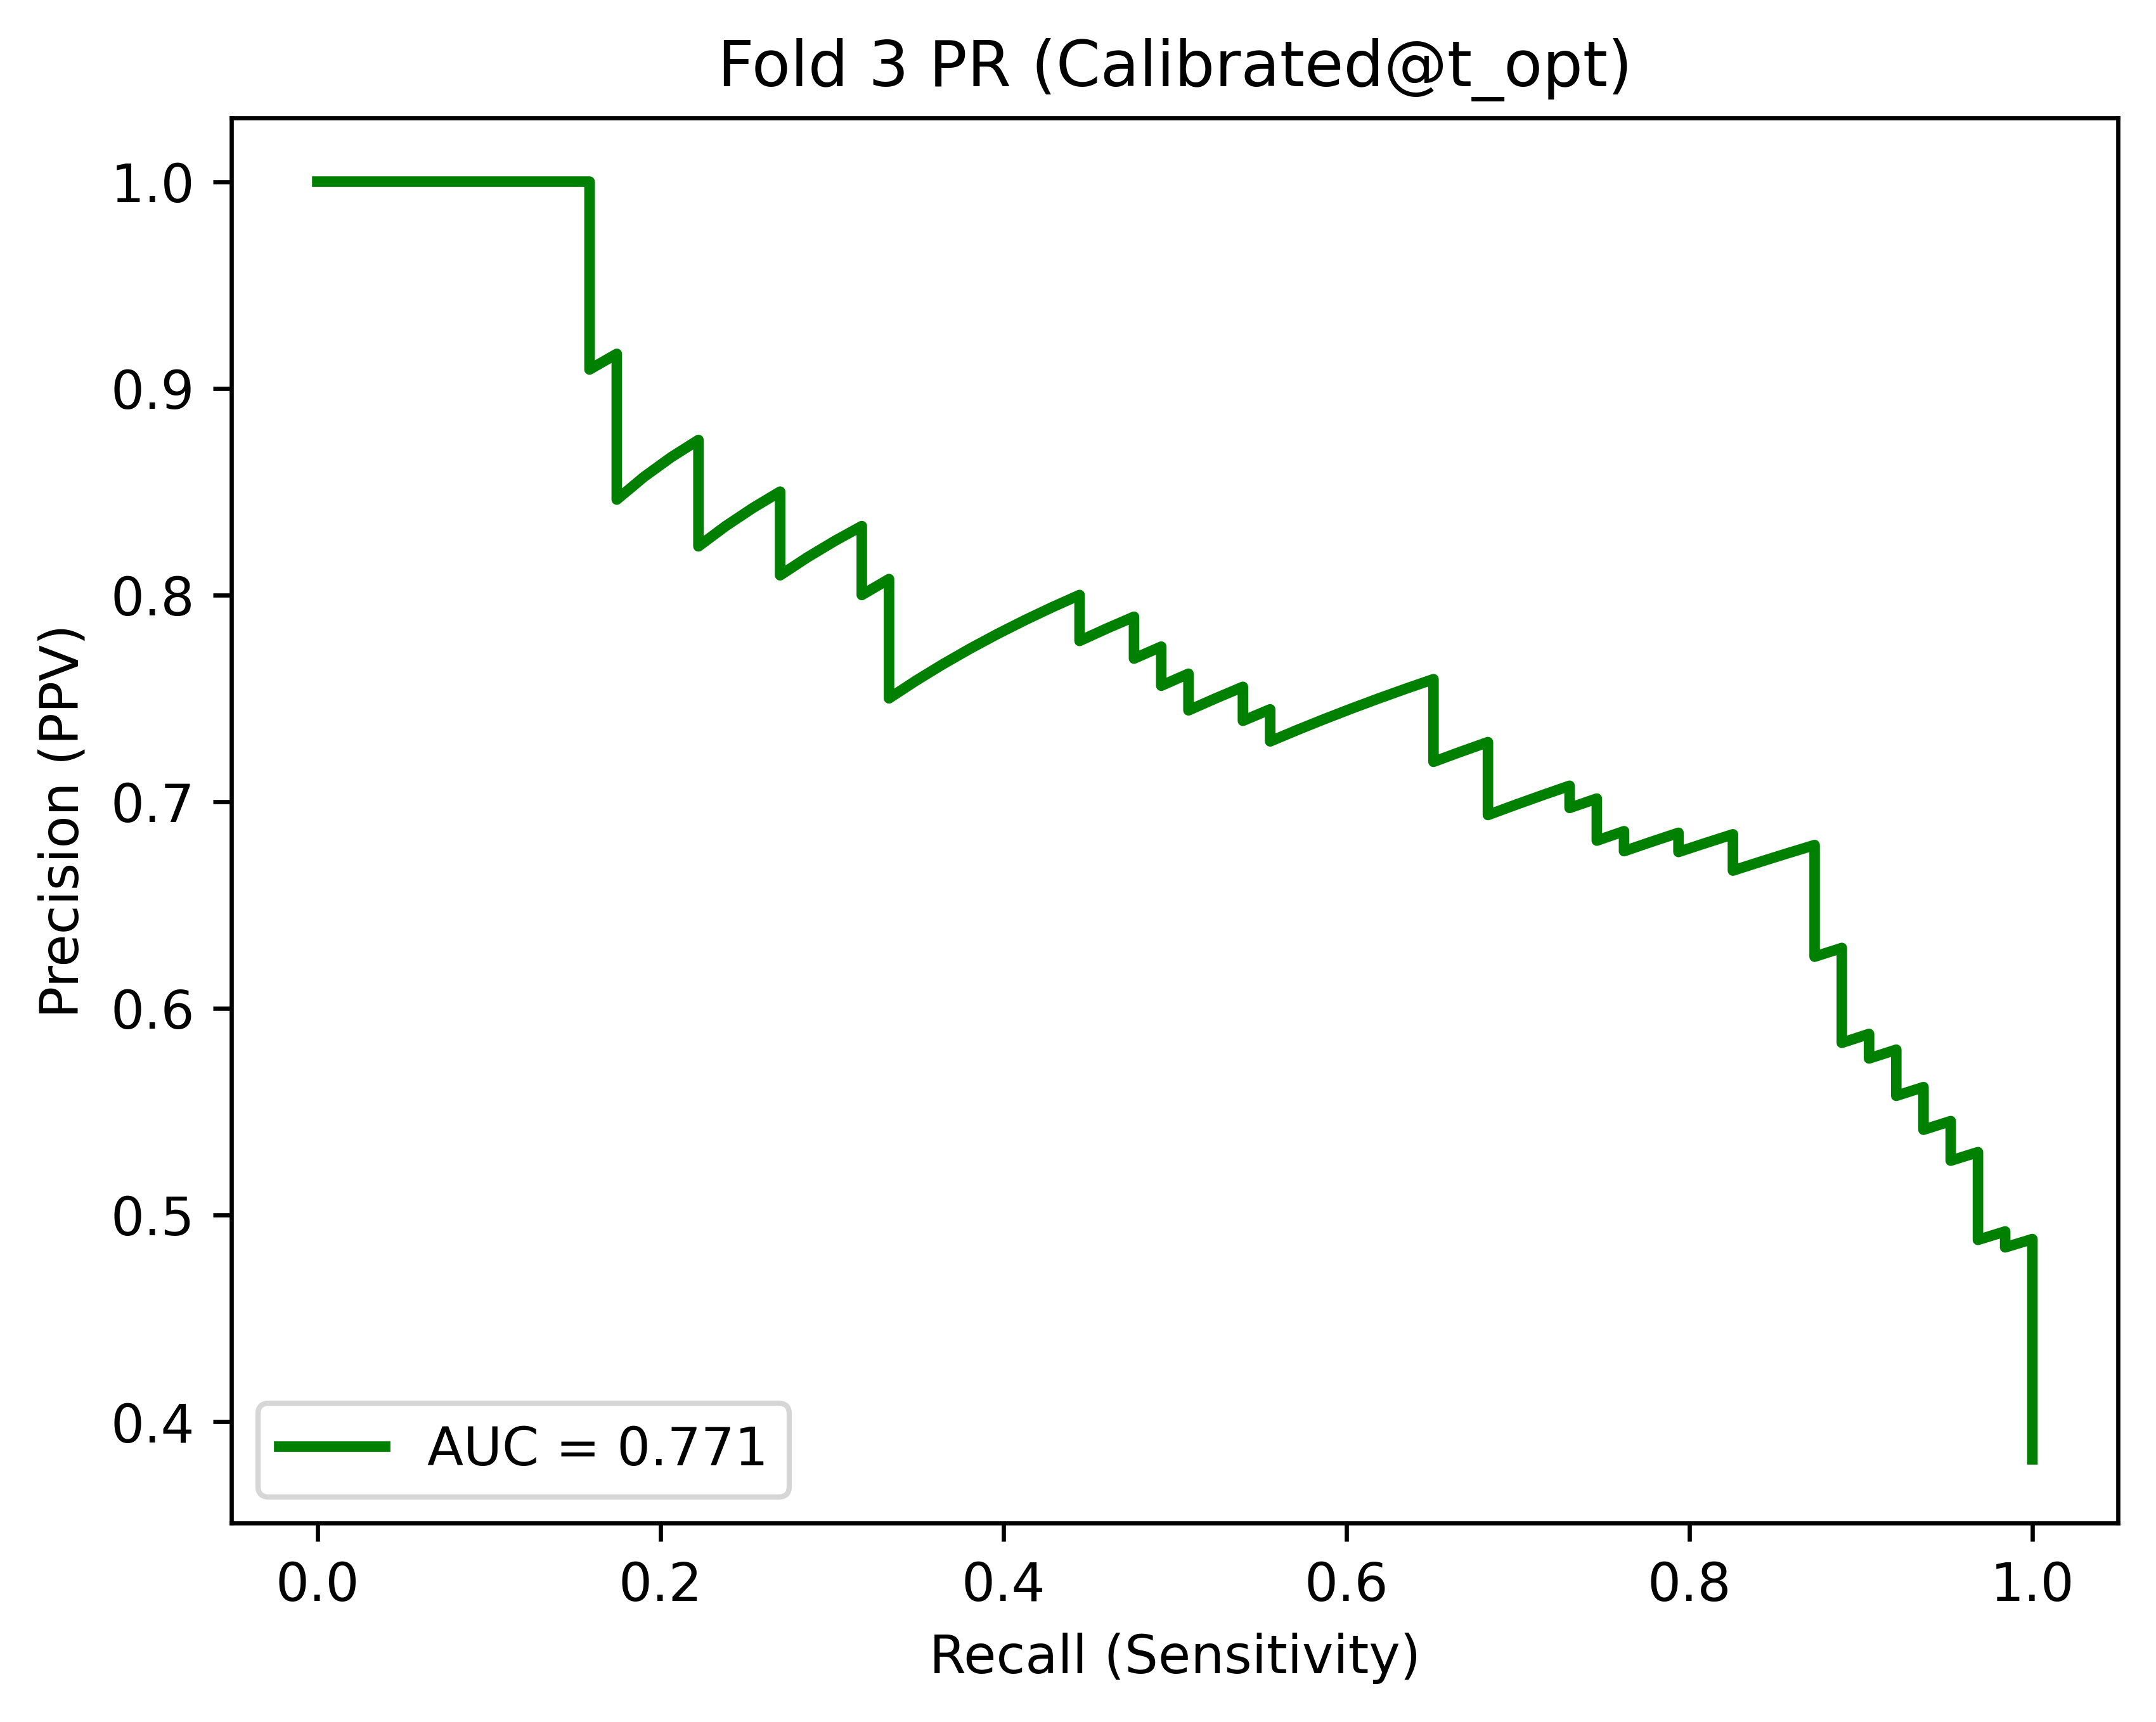 Fold 3 PR (Calibrated@t_opt)
Precision (PPV)
1.0
0.9
0.8
0.7
0.6
0.5
0.4
AUC = 0.771
0.0 0.2 0.4 0.6 0.8 1.0
Recall (Sensitivity)